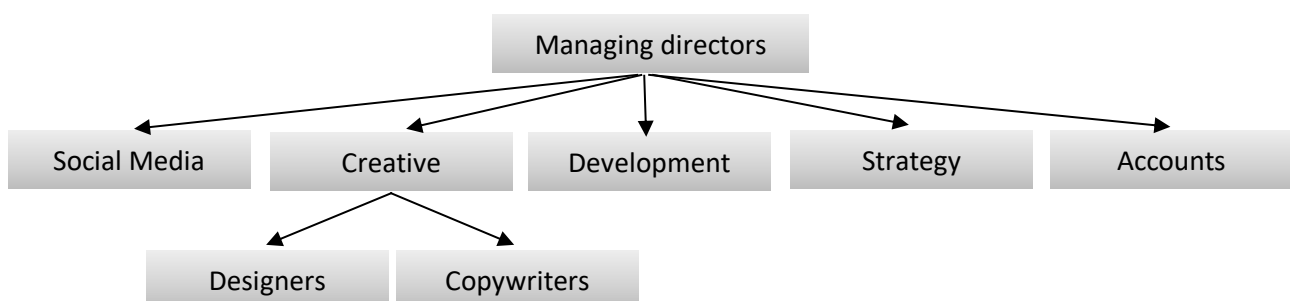 Managing directors
Social Media
Creative
Development
Strategy
Accounts
Designers
Copywriters